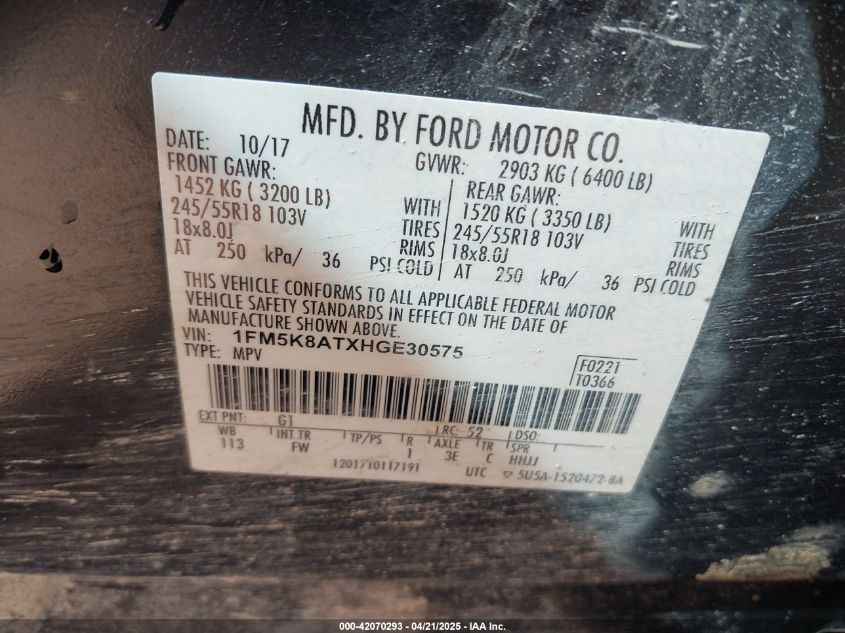 MFD. BY FORD MOTOR CO.
DATE: 10/17 GVWR: 2903 KG ( 6400 LB)
FRONT GAWR: REAR GAWR:
1452 KG ( 3200 LB) WITH 1520 KG ( 3350 LB) WITH
245/55R18 103V TIRES 245/55R18 103V TIRES
18x8.0J RIMS 18x8.0J RIMS
AT 250 kPa/ 36 PSI COLD AT 250 kPa/ 36 PSI COLD
THIS VEHICLE CONFORMS TO ALL APPLICABLE FEDERAL MOTOR
VEHICLE SAFETY STANDARDS IN EFFECT ON THE DATE OF
MANUFACTURE SHOWN ABOVE.
VIN: 1FM5K8ATXHGE30575
TYPE: MPV
F0221
T0366
EXT PNT: G1 RC: 52 DSO:
WB INT TR TP/PS R AXLE TR SPR
113 FW 1 3E C HHJJ
1201710117191 UTC 5U5A-1520472-BA
000-42070293 - 04/21/2025 - IAA Inc.